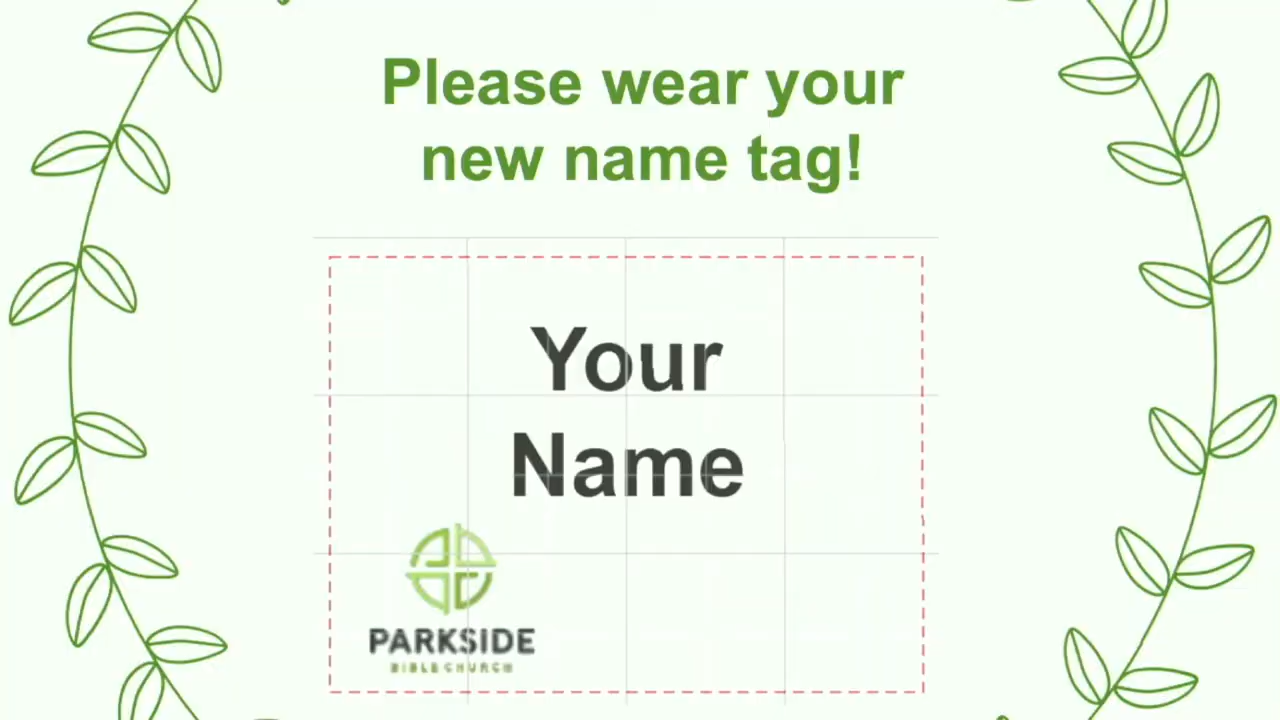 Please wear your
new name tag!
Your
Name
PARKSIDE
BIBLE CHURCH